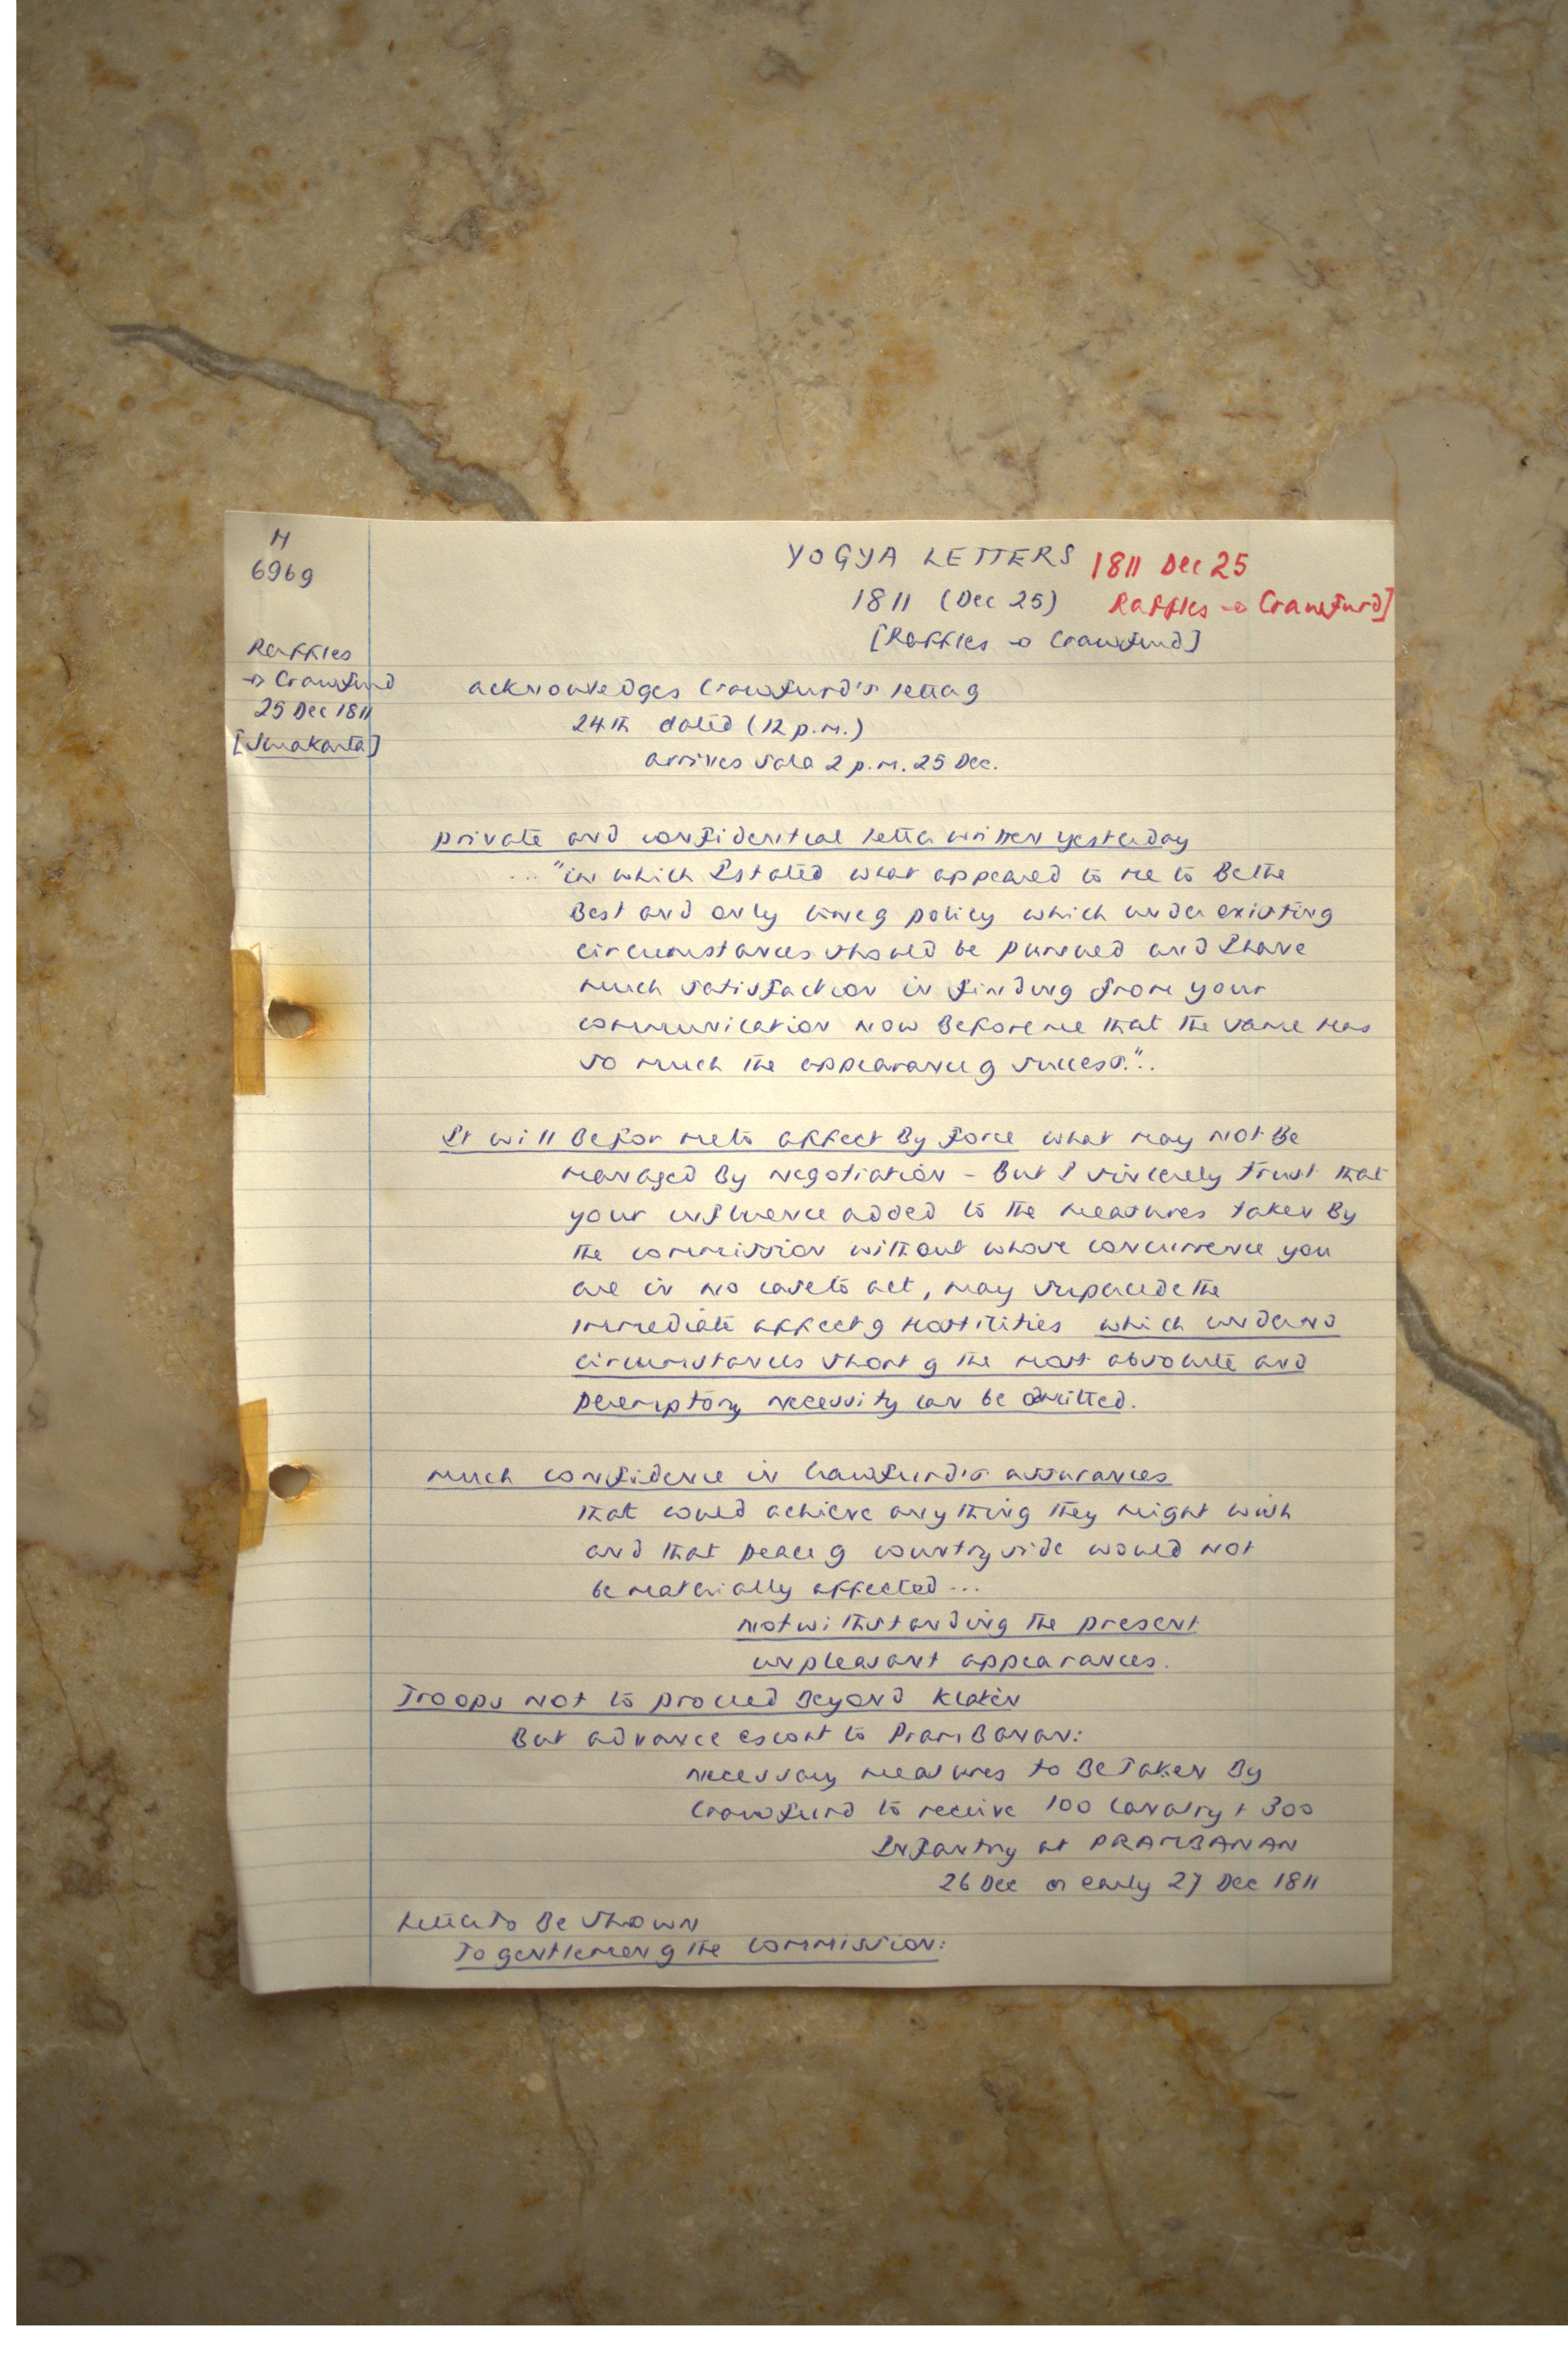 M
6969
YOGYA LETTERS 1811 Dec 25
1811 (Dec 25) Raffles → Crawfurd]
[Raffles → Crawfurd]
Raffles
→ Crawfurd
25 Dec 1811
[Surakarta]
acknowledges Crawfurd's letter of
24th dated (12 p.m.)
arrives Sala 2 p.m. 25 Dec.
private and confidential letter written yesterday
... "in which I stated what appeared to me to be the
best and only line of policy which under existing
circumstances should be pursued and I have
much satisfaction in finding from your
communication now before me that the same has
so much the appearance of success."..
It will be for me to affect by force what may not be
managed by negotiation - But I sincerely trust that
your influence added to the measures taken by
the commission without whose concurrence you
are in no case to act, may supercede the
immediate affect of hostilities which under no
circumstances short of the most absolute and
peremptory necessity can be admitted.
much confidence in Crawfurd's assurances
that could achieve anything they might wish
and that peace of countryside would not
be materially affected...
notwithstanding the present
unpleasant appearances.
Troops not to proceed beyond Klatèn
But advance escort to Prambanan:
necessary measures to be taken by
Crawfurd to receive 100 cavalry + 300
Infantry at PRAMBANAN
26 Dec or early 27 Dec 1811
Letter to be shown
to gentlemen of the commission: